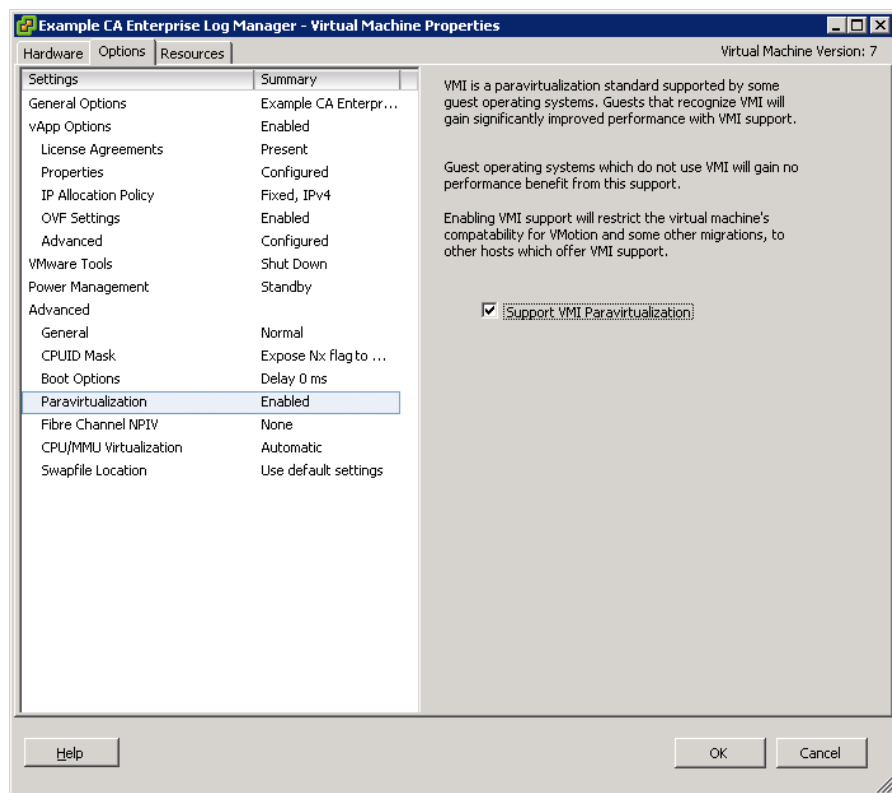 Example CA Enterprise Log Manager - Virtual Machine Properties
Hardware Options Resources Virtual Machine Version: 7
Settings Summary
General Options Example CA Enterpr...
vApp Options Enabled
License Agreements Present
Properties Configured
IP Allocation Policy Fixed, IPv4
OVF Settings Enabled
Advanced Configured
VMware Tools Shut Down
Power Management Standby
Advanced
General Normal
CPUID Mask Expose Nx flag to ...
Boot Options Delay 0 ms
Paravirtualization Enabled
Fibre Channel NPIV None
CPU/MMU Virtualization Automatic
Swapfile Location Use default settings
VMI is a paravirtualization standard supported by some
guest operating systems. Guests that recognize VMI will
gain significantly improved performance with VMI support.
Guest operating systems which do not use VMI will gain no
performance benefit from this support.
Enabling VMI support will restrict the virtual machine's
compatability for VMotion and some other migrations, to
other hosts which offer VMI support.
Support VMI Paravirtualization
Help OK Cancel